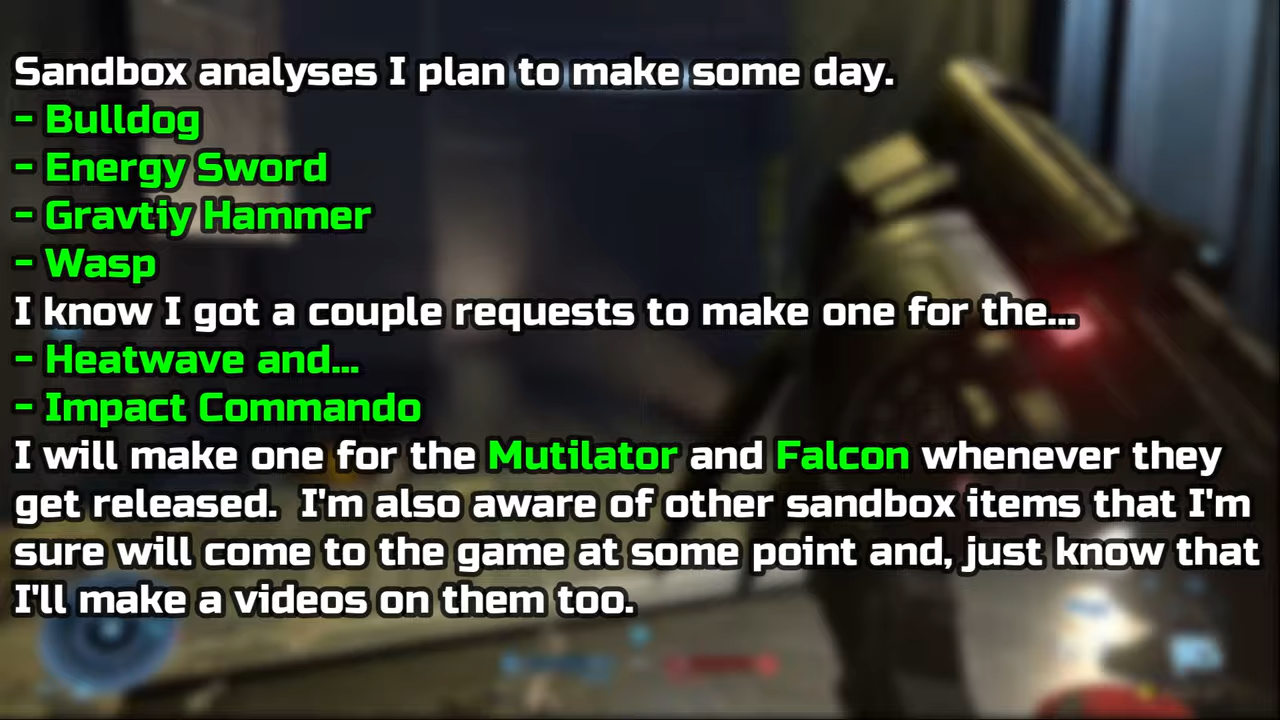 Sandbox analyses I plan to make some day.
- Bulldog
- Energy Sword
- Gravtiy Hammer
- Wasp
I know I got a couple requests to make one for the...
- Heatwave and...
- Impact Commando
I will make one for the Mutilator and Falcon whenever they
get released.  I'm also aware of other sandbox items that I'm
sure will come to the game at some point and, just know that
I'll make a videos on them too.